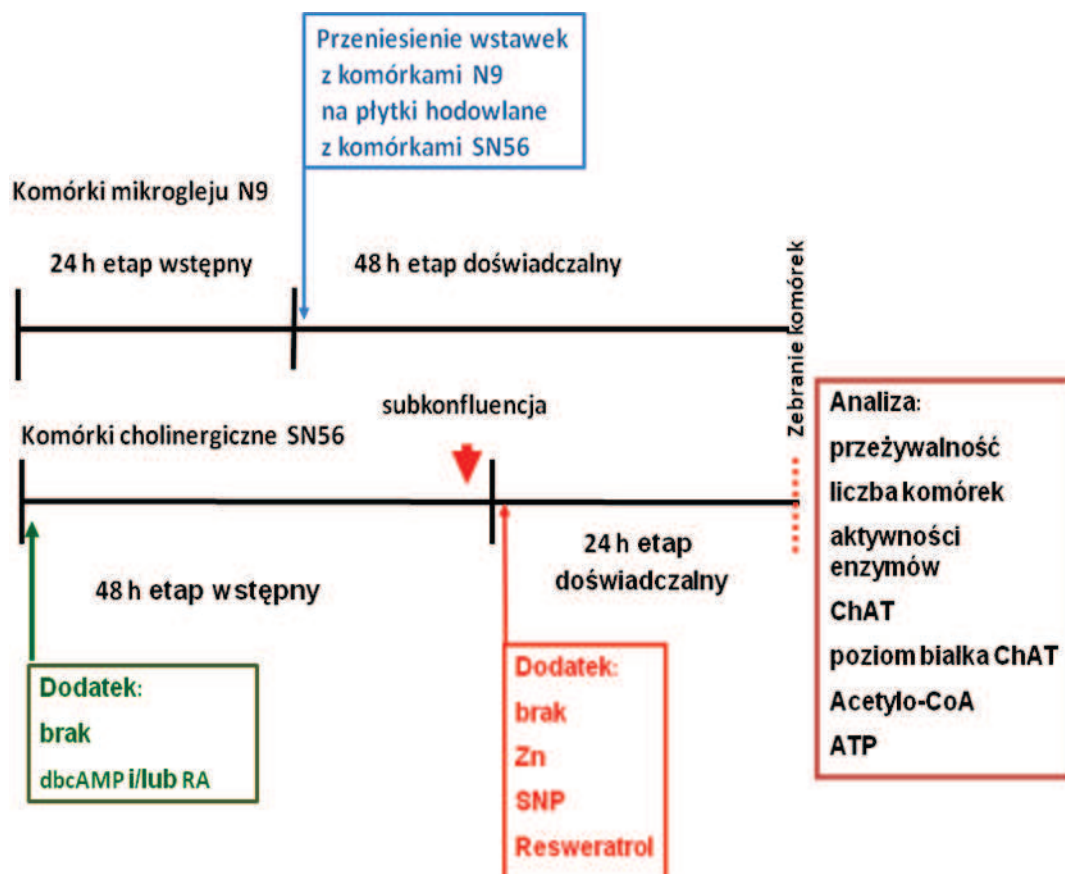 Przeniesienie wstawek
z komórkami N9
na płytki hodowlane
z komórkami SN56
Komórki mikrogleju N9
24 h etap wstępny
48 h etap doświadczalny
Zebranie komórek
subkonfluencja
Komórki cholinergiczne SN56
48 h etap wstępny
24 h etap
doświadczalny
Dodatek:
brak
dbcAMP i/lub RA
Dodatek:
brak
Zn
SNP
Resweratrol
Analiza:
przeżywalność
liczba komórek
aktywności
enzymów
ChAT
poziom bialka ChAT
Acetylo-CoA
ATP